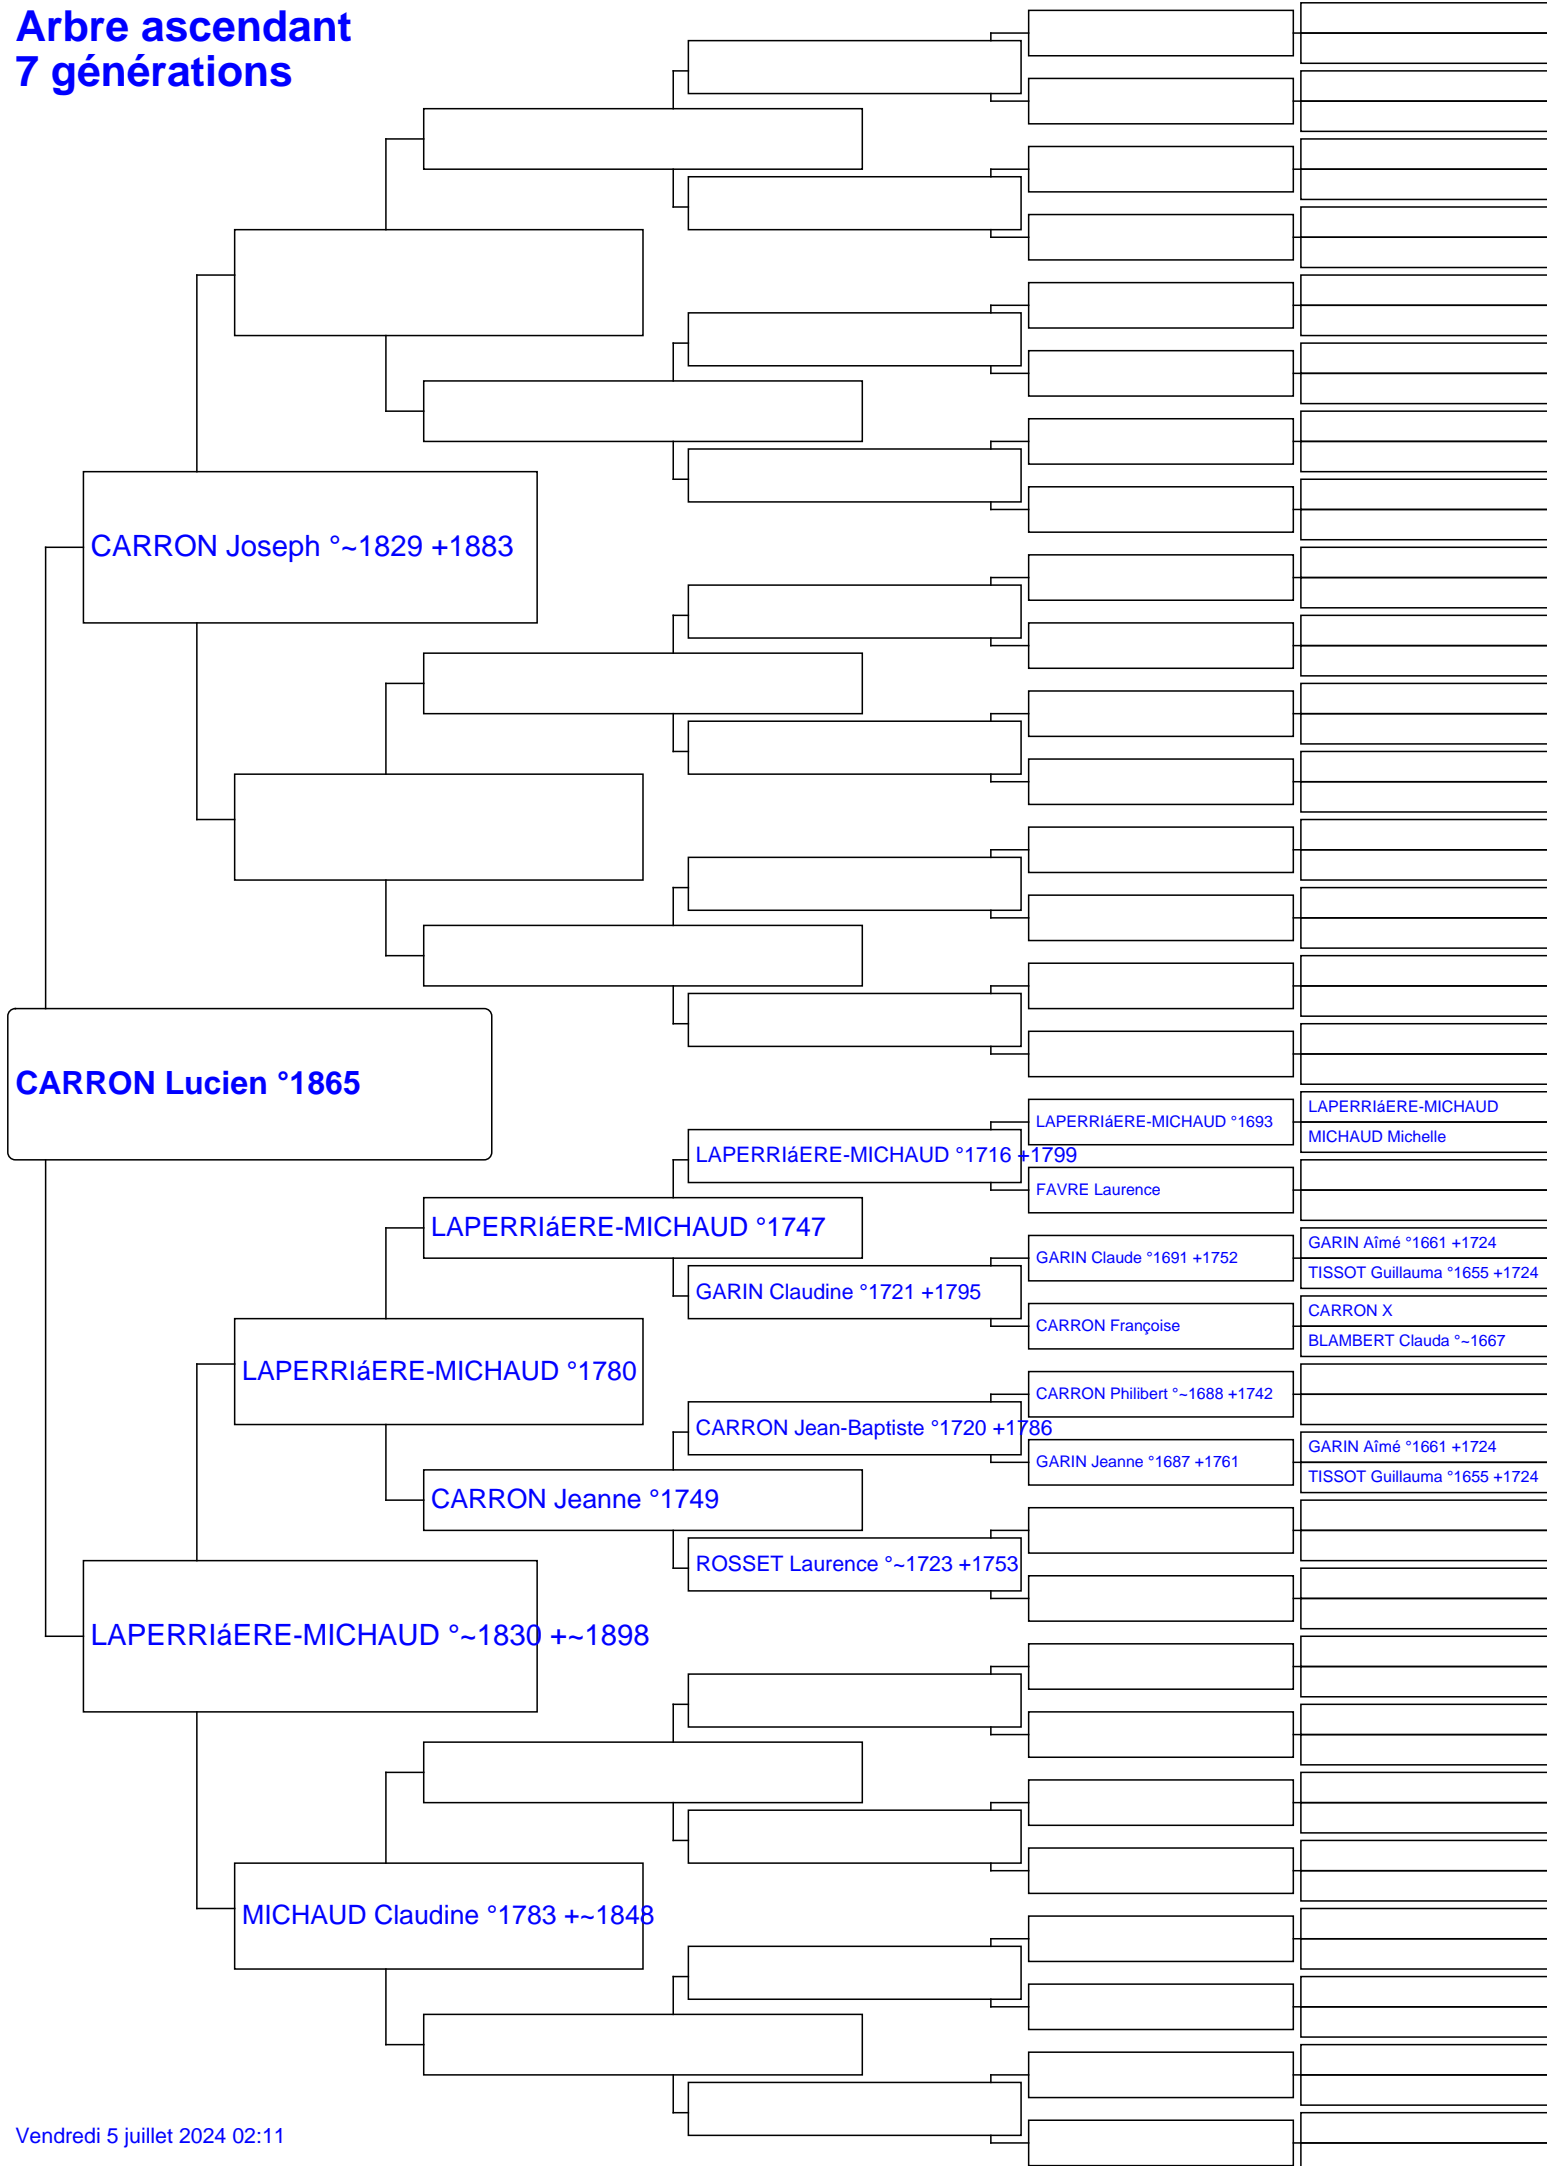 Arbre ascendant
7 générations
CARRON Joseph °~1829 +1883
CARRON Lucien °1865
LAPERRIáERE-MICHAUD °1693
LAPERRIáERE-MICHAUD
MICHAUD Michelle
LAPERRIáERE-MICHAUD °1716 +1799
FAVRE Laurence
LAPERRIáERE-MICHAUD °1747
GARIN Claude °1691 +1752
GARIN Aîmé °1661 +1724
TISSOT Guillauma °1655 +1724
GARIN Claudine °1721 +1795
CARRON Françoise
CARRON X
BLAMBERT Clauda °~1667
LAPERRIáERE-MICHAUD °1780
CARRON Philibert °~1688 +1742
CARRON Jean-Baptiste °1720 +1786
GARIN Jeanne °1687 +1761
GARIN Aîmé °1661 +1724
TISSOT Guillauma °1655 +1724
CARRON Jeanne °1749
ROSSET Laurence °~1723 +1753
LAPERRIáERE-MICHAUD °~1830 +~1898
MICHAUD Claudine °1783 +~1848
Vendredi 5 juillet 2024 02:11